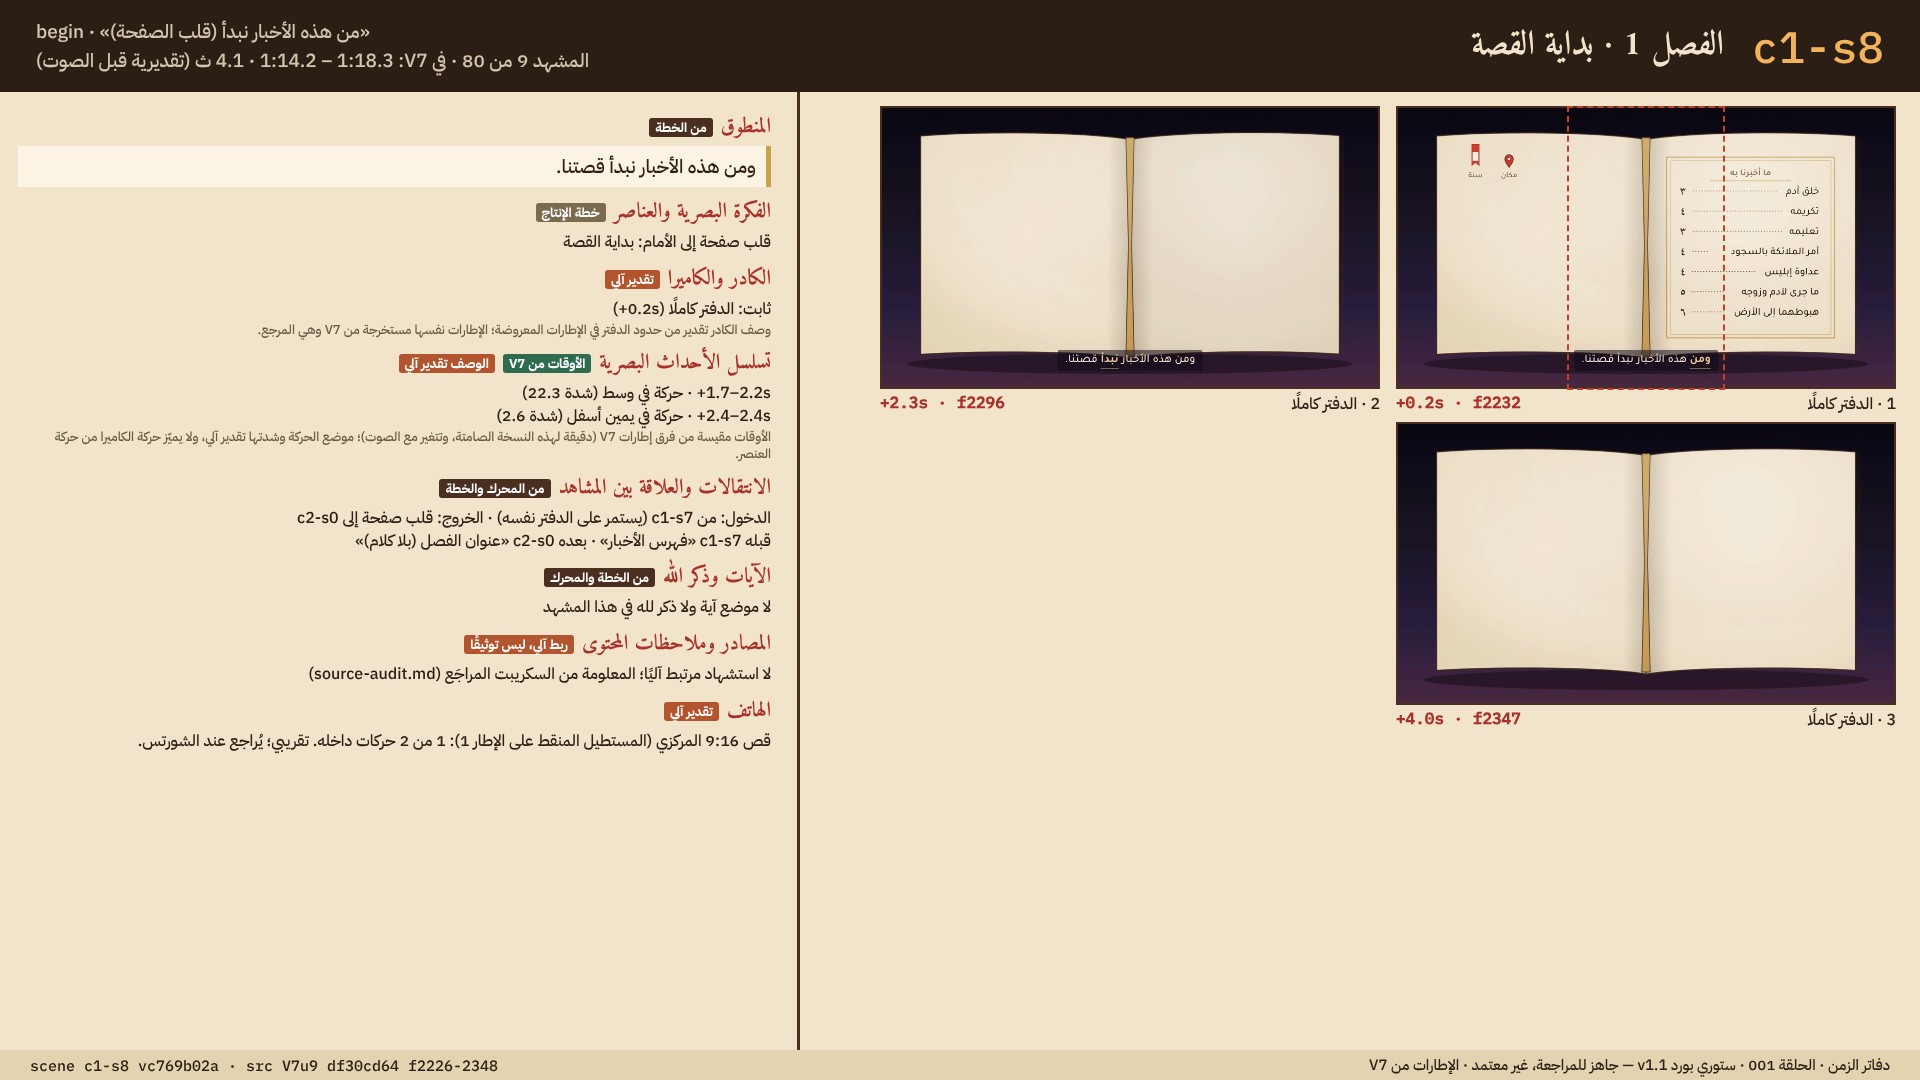 c1-s8
الفصل 1 · بداية القصة
«من هذه الأخبار نبدأ (قلب الصفحة)» · begin
المشهد 9 من 80 · في V7: 1:14.2 – 1:18.3 · 4.1 ث (تقديرية قبل الصوت)
ما أخبرنا به
خلق آدم ٣
تكريمه ٤
تعليمه ٣
أمر الملائكة بالسجود ٤
عداوة إبليس ٤
ما جرى لآدم وزوجه ٥
هبوطهما إلى الأرض ٦
مكان
سنة
ومن هذه الأخبار نبدأ قصتنا.
1 · الدفتر كاملًا
+0.2s · f2232
ومن هذه الأخبار نبدأ قصتنا.
2 · الدفتر كاملًا
+2.3s · f2296
3 · الدفتر كاملًا
+4.0s · f2347
المنطوق من الخطة
ومن هذه الأخبار نبدأ قصتنا.
الفكرة البصرية والعناصر خطة الإنتاج
قلب صفحة إلى الأمام: بداية القصة
الكادر والكاميرا تقدير آلي
ثابت: الدفتر كاملًا (+0.2s)
وصف الكادر تقدير من حدود الدفتر في الإطارات المعروضة؛ الإطارات نفسها مستخرجة من V7 وهي المرجع.
تسلسل الأحداث البصرية الأوقات من V7 الوصف تقدير آلي
+1.7–2.2s · حركة في وسط (شدة 22.3)
+2.4–2.4s · حركة في يمين أسفل (شدة 2.6)
الأوقات مقيسة من فرق إطارات V7 (دقيقة لهذه النسخة الصامتة، وتتغير مع الصوت)؛ موضع الحركة وشدتها تقدير آلي، ولا يميّز حركة الكاميرا من حركة
العنصر.
الانتقالات والعلاقة بين المشاهد من المحرك والخطة
الدخول: من c1-s7 (يستمر على الدفتر نفسه) · الخروج: قلب صفحة إلى c2-s0
قبله c1-s7 «فهرس الأخبار» · بعده c2-s0 «عنوان الفصل (بلا كلام)»
الآيات وذكر الله من الخطة والمحرك
لا موضع آية ولا ذكر لله في هذا المشهد
المصادر وملاحظات المحتوى ربط آلي، ليس توثيقًا
لا استشهاد مرتبط آليًا؛ المعلومة من السكريبت المراجَع (source-audit.md)
الهاتف تقدير آلي
قص 9:16 المركزي (المستطيل المنقط على الإطار 1): 1 من 2 حركات داخله. تقريبي؛ يُراجع عند الشورتس.
دفاتر الزمن · الحلقة 001 · ستوري بورد v1.1 — جاهز للمراجعة، غير معتمد · الإطارات من V7
scene c1-s8 vc769b02a · src V7u9 df30cd64 f2226-2348